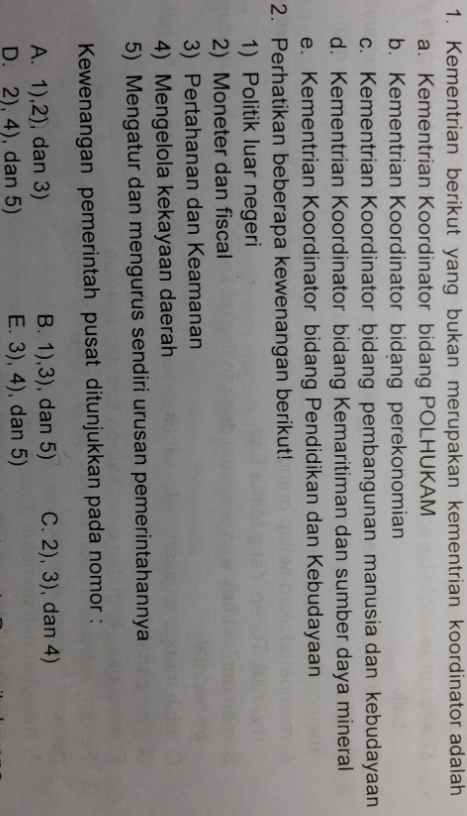 1. Kementrian berikut yang bukan merupakan kementrian koordinator adalah
a. Kementrian Koordinator bidang POLHUKAM
b. Kementrian Koordinator bidang perekonomian
c. Kementrian Koordinator bidang pembangunan manusia dan kebudayaan
d. Kementrian Koordinator bidang Kemaritiman dan sumber daya mineral
e. Kementrian Koordinator bidang Pendidikan dan Kebudayaan
2. Perhatikan beberapa kewenangan berikut!
1) Politik luar negeri
2) Moneter dan fiscal
3) Pertahanan dan Keamanan
4) Mengelola kekayaan daerah
5) Mengatur dan mengurus sendiri urusan pemerintahannya
Kewenangan pemerintah pusat ditunjukkan pada nomor :
A. 1),2), dan 3) B. 1),3), dan 5) C. 2), 3), dan 4)
D. 2), 4), dan 5) E. 3), 4), dan 5)